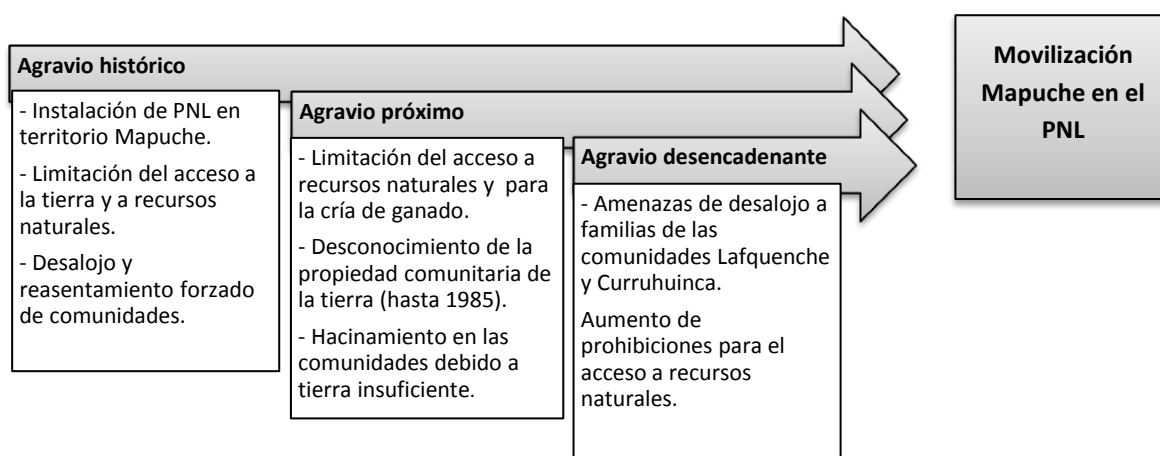 Agravio histórico
- Instalación de PNL en
territorio Mapuche.
- Limitación del acceso a
la tierra y a recursos
naturales.
- Desalojo y
reasentamiento forzado
de comunidades.
Agravio próximo
- Limitación del acceso a
recursos naturales y para
la cría de ganado.
- Desconocimiento de la
propiedad comunitaria de
la tierra (hasta 1985).
- Hacinamiento en las
comunidades debido a
tierra insuficiente.
Agravio desencadenante
- Amenazas de desalojo a
familias de las
comunidades Lafquenche
y Curruhuinca.
Aumento de
prohibiciones para el
acceso a recursos
naturales.
Movilización
Mapuche en el
PNL